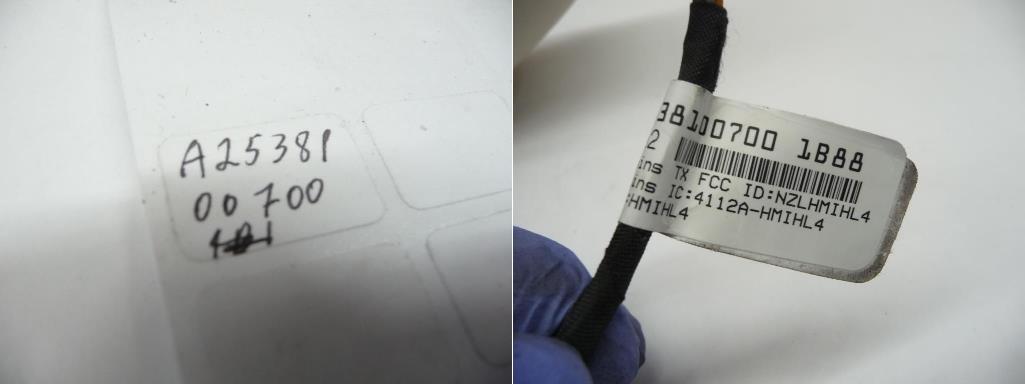 A25381
00700
38100700 1B88
2
ins TX FCC ID:NZLHMIHL4
ins IC:4112A-HMIHL4
HMIHL4